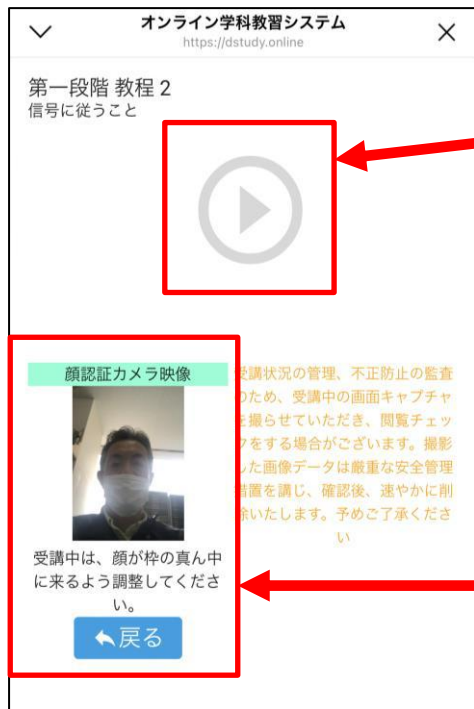 オンライン学科教習システム
https://dstudy.online
第一段階 教程 2
信号に従うこと
顔認証カメラ映像
受講中は、顔が枠の真ん中
に来るよう調整してくださ
い。
戻る
受講状況の管理、不正防止の監査
のため、受講中の画面キャプチャ
を撮らせていただき、閲覧チェッ
クをする場合がございます。撮影
した画像データは厳重な安全管理
措置を講じ、確認後、速やかに削
除いたします。予めご了承くださ
い